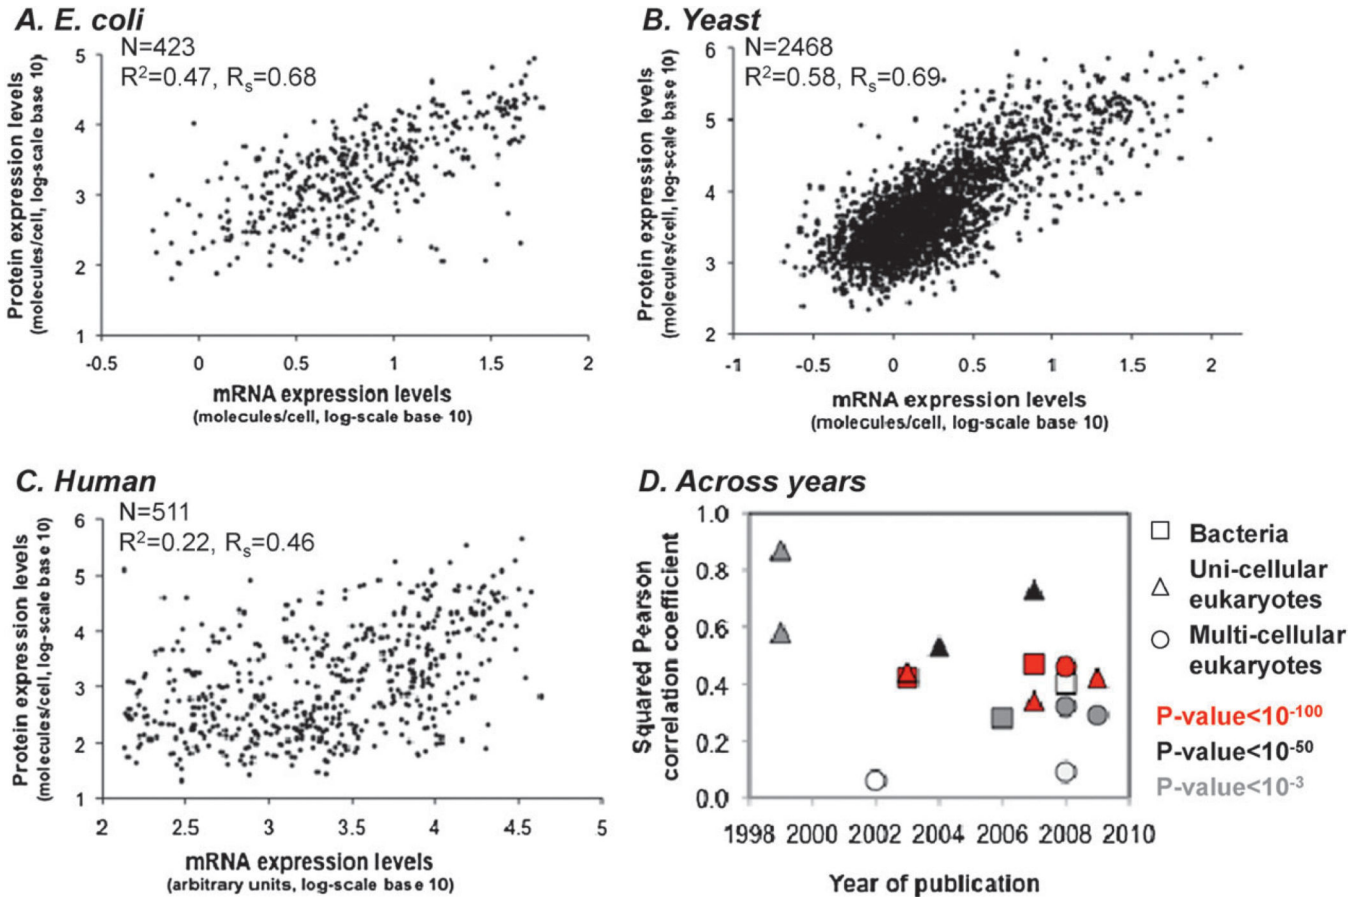 A. E. coli
N=423
R²=0.47, Rₛ=0.68
Protein expression levels
(molecules/cell, log-scale base 10)
5
4
3
2
1
-0.5 0 0.5 1 1.5 2
mRNA expression levels
(molecules/cell, log-scale base 10)
B. Yeast
N=2468
R²=0.58, Rₛ=0.69
Protein expression levels
(molecules/cell, log-scale base 10)
6
5
4
3
2
-1 -0.5 0 0.5 1 1.5 2
mRNA expression levels
(molecules/cell, log-scale base 10)
C. Human
N=511
R²=0.22, Rₛ=0.46
Protein expression levels
(molecules/cell, log-scale base 10)
6
5
4
3
2
1
2 2.5 3 3.5 4 4.5 5
mRNA expression levels
(arbitrary units, log-scale base 10)
D. Across years
Squared Pearson
correlation coefficient
1.0
0.8
0.6
0.4
0.2
0.0
1998 2000 2002 2004 2006 2008 2010
Year of publication
Bacteria
Uni-cellular
eukaryotes
Multi-cellular
eukaryotes
P-value<10⁻¹⁰⁰
P-value<10⁻⁵⁰
P-value<10⁻³